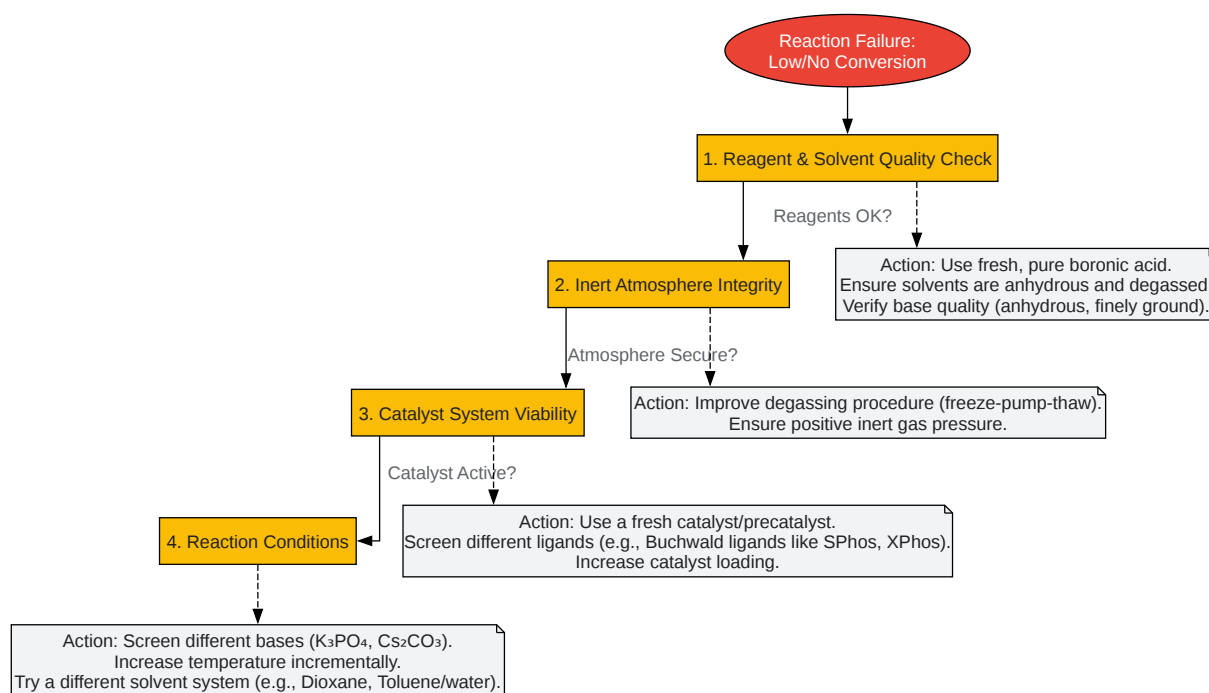 Reaction Failure:
Low/No Conversion
1. Reagent & Solvent Quality Check
Reagents OK?
Action: Use fresh, pure boronic acid.
Ensure solvents are anhydrous and degassed.
Verify base quality (anhydrous, finely ground).
2. Inert Atmosphere Integrity
Atmosphere Secure?
Action: Improve degassing procedure (freeze-pump-thaw).
Ensure positive inert gas pressure.
3. Catalyst System Viability
Catalyst Active?
Action: Use a fresh catalyst/precatalyst.
Screen different ligands (e.g., Buchwald ligands like SPhos, XPhos).
Increase catalyst loading.
4. Reaction Conditions
Action: Screen different bases (K₃PO₄, Cs₂CO₃).
Increase temperature incrementally.
Try a different solvent system (e.g., Dioxane, Toluene/water).